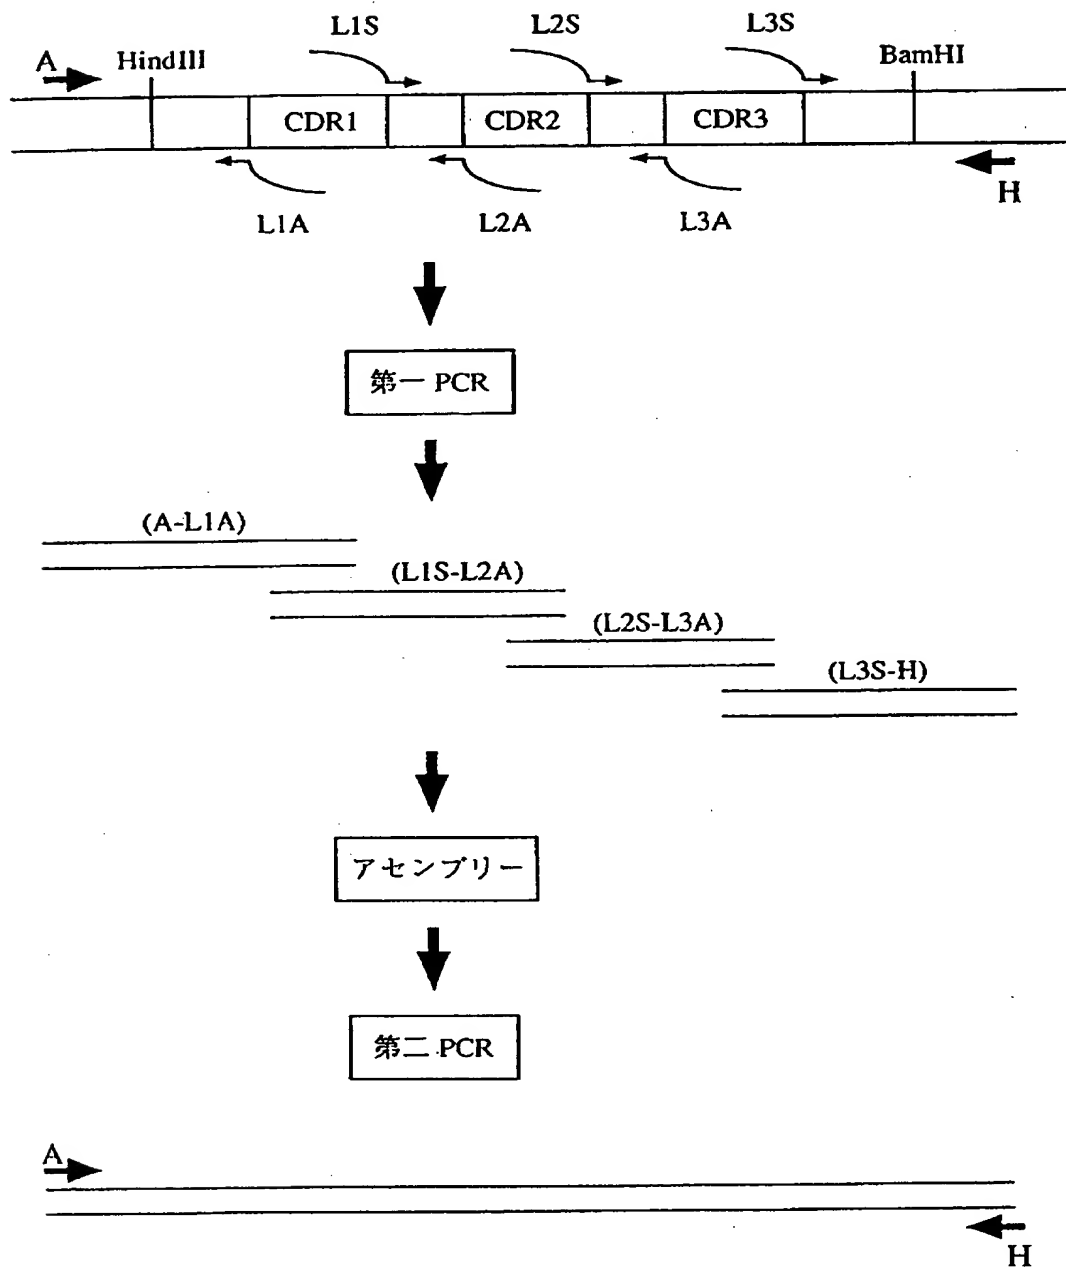 L1S
L2S
L3S
A
HindIII
BamHI
CDR1
CDR2
CDR3
H
L1A
L2A
L3A
第一 PCR
(A-L1A)
(L1S-L2A)
(L2S-L3A)
(L3S-H)
アセンブリー
第二 PCR
A
H